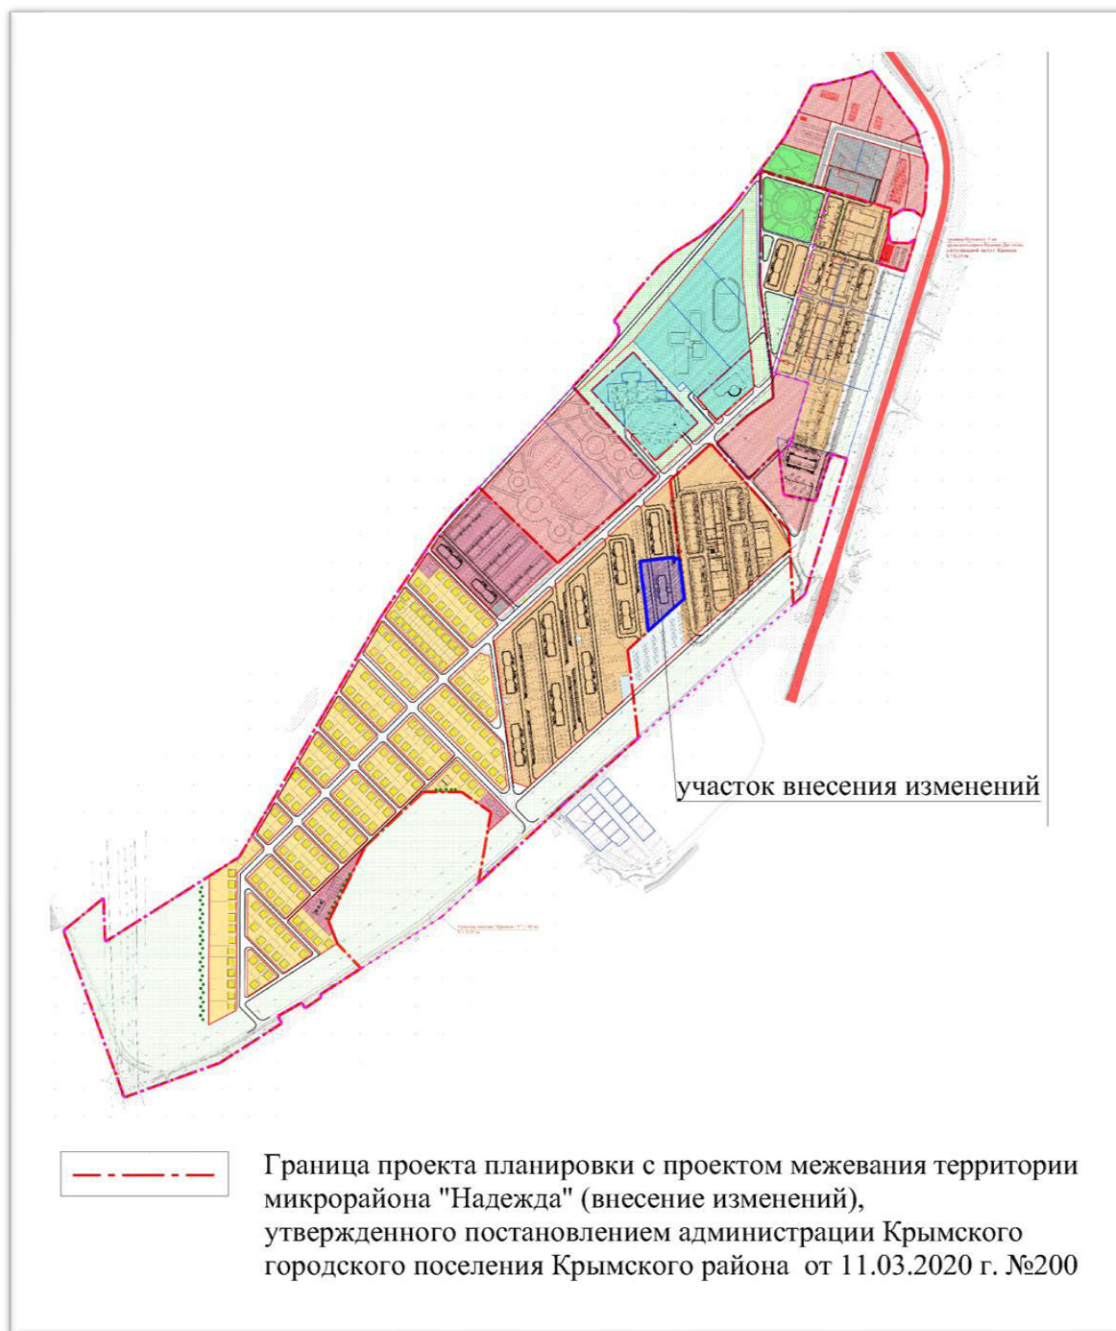 участок внесения изменений
Граница проекта планировки с проектом межевания территории
микрорайона "Надежда" (внесение изменений),
утвержденного постановлением администрации Крымского
городского поселения Крымского района от 11.03.2020 г. №200